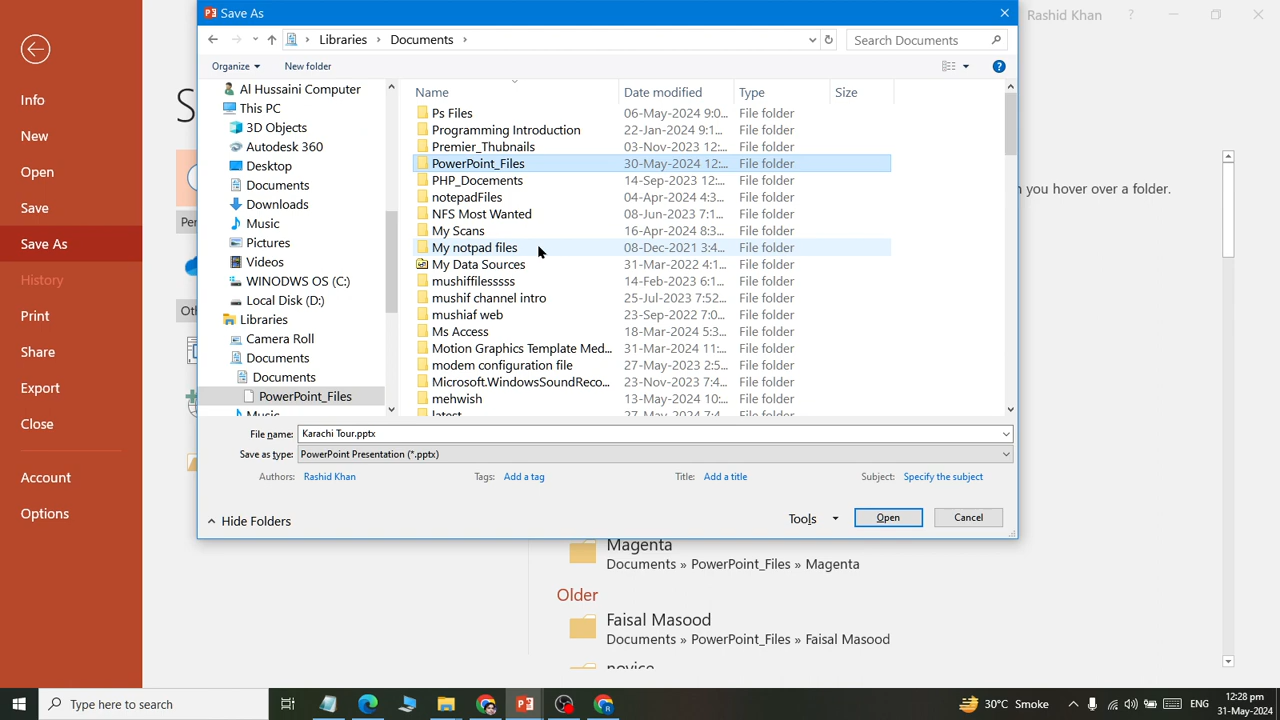 Save As
Rashid Khan
?
Libraries > Documents >
Search Documents
Organize
New folder
Info
New
Open
Save
Save As
History
Print
Share
Export
Close
Account
Options
Al Hussaini Computer
This PC
3D Objects
Autodesk 360
Desktop
Documents
Downloads
Music
Pictures
Videos
WINODWS OS (C:)
Local Disk (D:)
Libraries
Camera Roll
Documents
Documents
PowerPoint_Files
Name Date modified Type Size
Ps Files 06-May-2024 9:0... File folder
Programming Introduction 22-Jan-2024 9:1... File folder
Premier_Thubnails 03-Nov-2023 12:... File folder
PowerPoint_Files 30-May-2024 12:... File folder
PHP_Docements 14-Sep-2023 12:... File folder
notepadFiles 04-Apr-2024 4:3... File folder
NFS Most Wanted 08-Jun-2023 7:1... File folder
My Scans 16-Apr-2024 8:3... File folder
My notpad files 08-Dec-2021 3:4... File folder
My Data Sources 31-Mar-2022 4:1... File folder
mushiffilesssss 14-Feb-2023 6:1... File folder
mushif channel intro 25-Jul-2023 7:52... File folder
mushiaf web 23-Sep-2022 7:0... File folder
Ms Access 18-Mar-2024 5:3... File folder
Motion Graphics Template Med... 31-Mar-2024 11:... File folder
modem configuration file 27-May-2023 2:5... File folder
Microsoft.WindowsSoundReco... 23-Nov-2023 7:4... File folder
mehwish 13-May-2024 10:... File folder
n you hover over a folder.
File name: Karachi Tour.pptx
Save as type: PowerPoint Presentation (*.pptx)
Authors: Rashid Khan Tags: Add a tag Title: Add a title Subject: Specify the subject
Hide Folders
Tools
Open
Cancel
Magenta
Documents » PowerPoint_Files » Magenta
Older
Faisal Masood
Documents » PowerPoint_Files » Faisal Masood
Type here to search
30°C Smoke
ENG
12:28 pm
31-May-2024